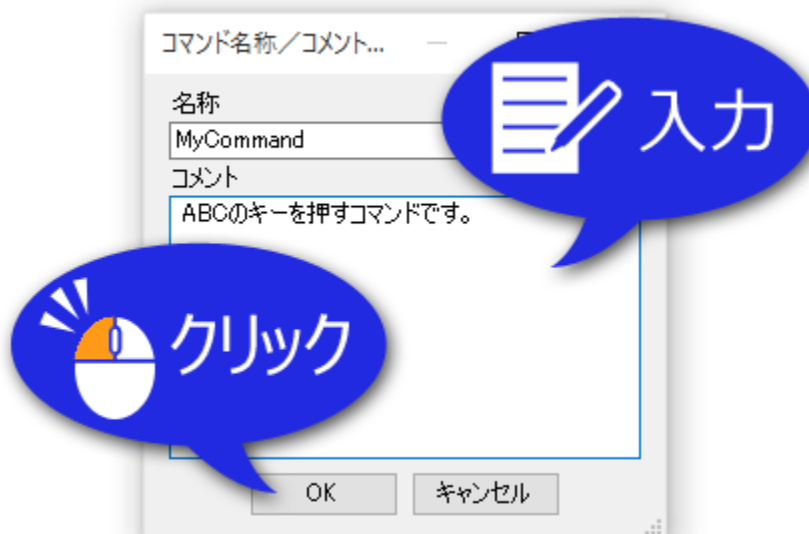 コマンド名称／コメント...
名称
MyCommand
入力
コメント
ABCのキーを押すコマンドです。
クリック
OK
キャンセル